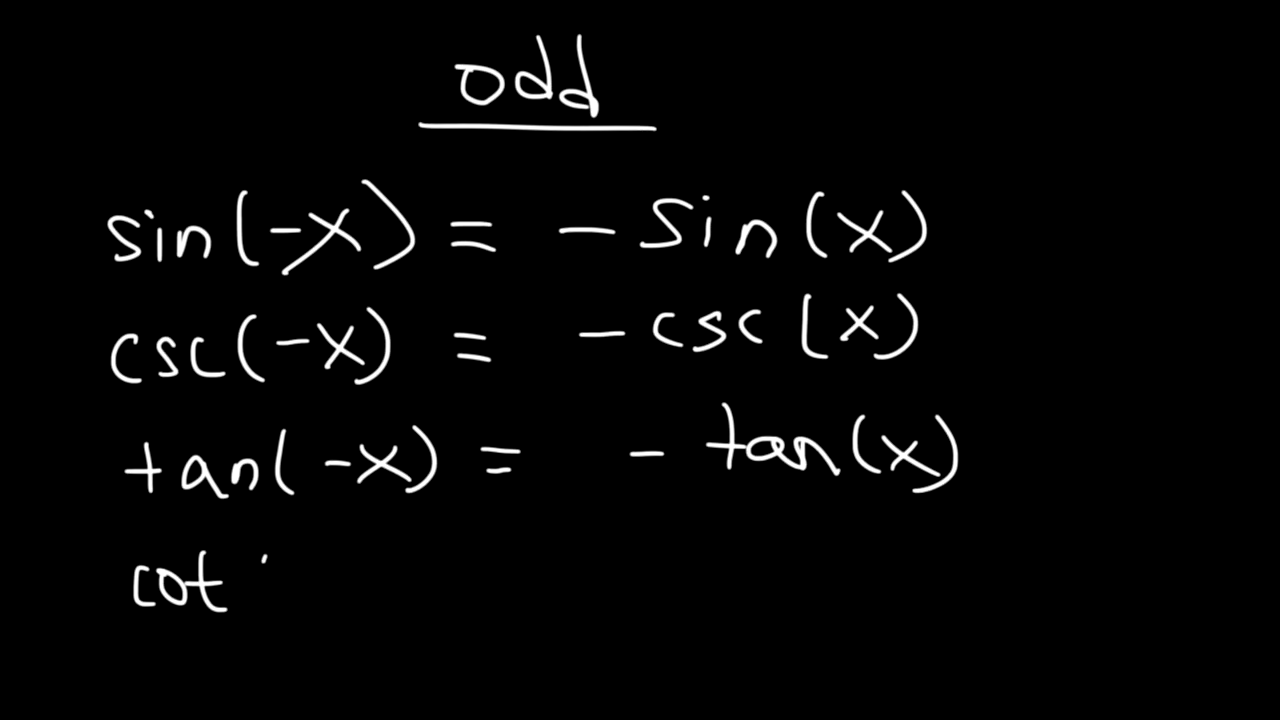 odd
sin(-x) = - sin(x)
csc(-x) = - csc(x)
tan(-x) = - tan(x)
cot